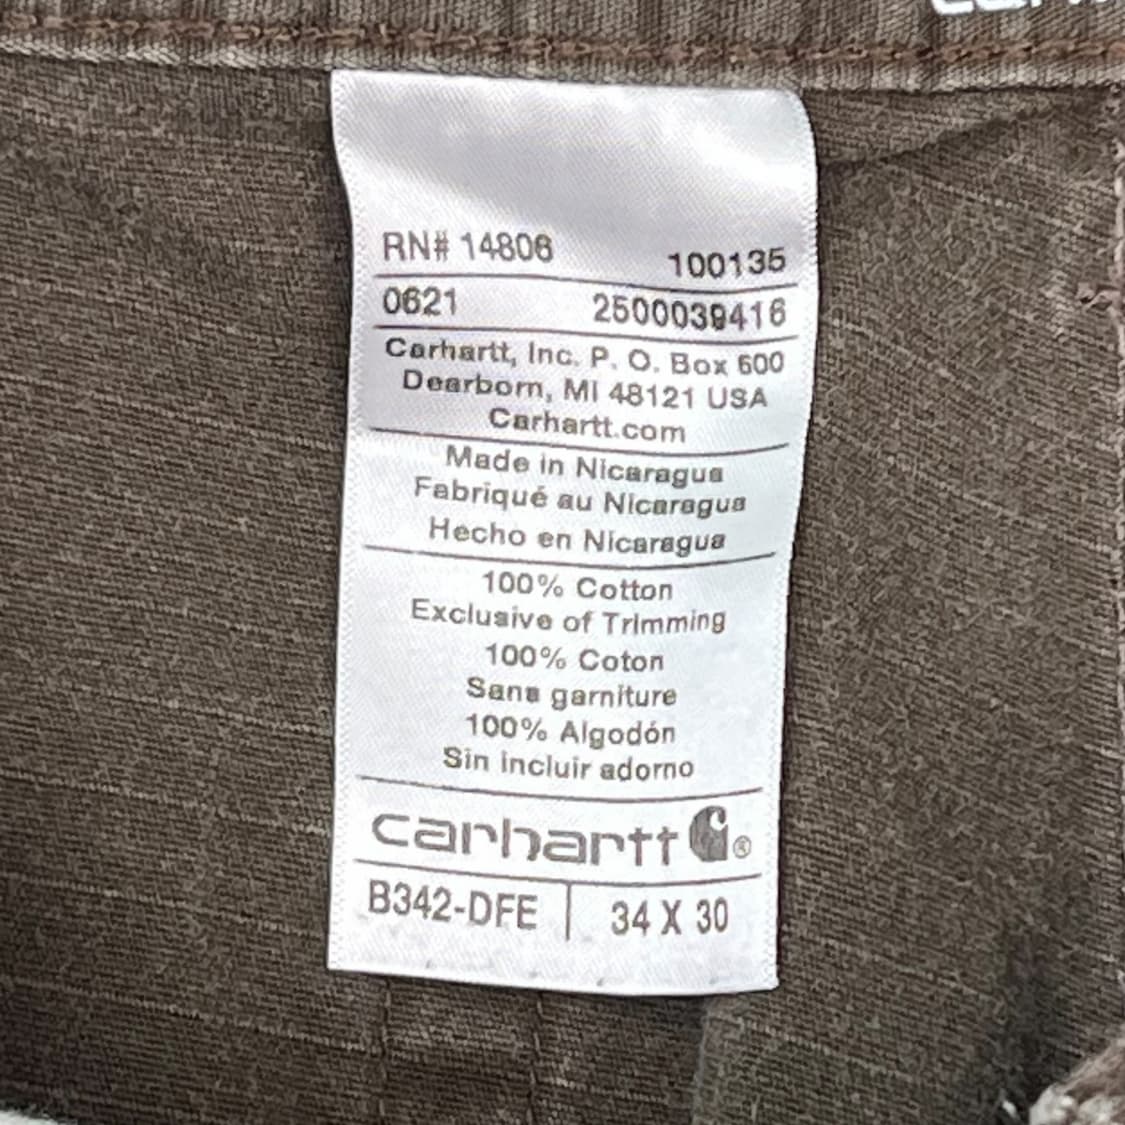 RN# 14806 100135
0621 2500039416
Carhartt, Inc. P. O. Box 600
Dearborn, MI 48121 USA
Carhartt.com
Made in Nicaragua
Fabriqué au Nicaragua
Hecho en Nicaragua
100% Cotton
Exclusive of Trimming
100% Coton
Sans garniture
100% Algodón
Sin incluir adorno
carhartt ®
B342-DFE 34 X 30